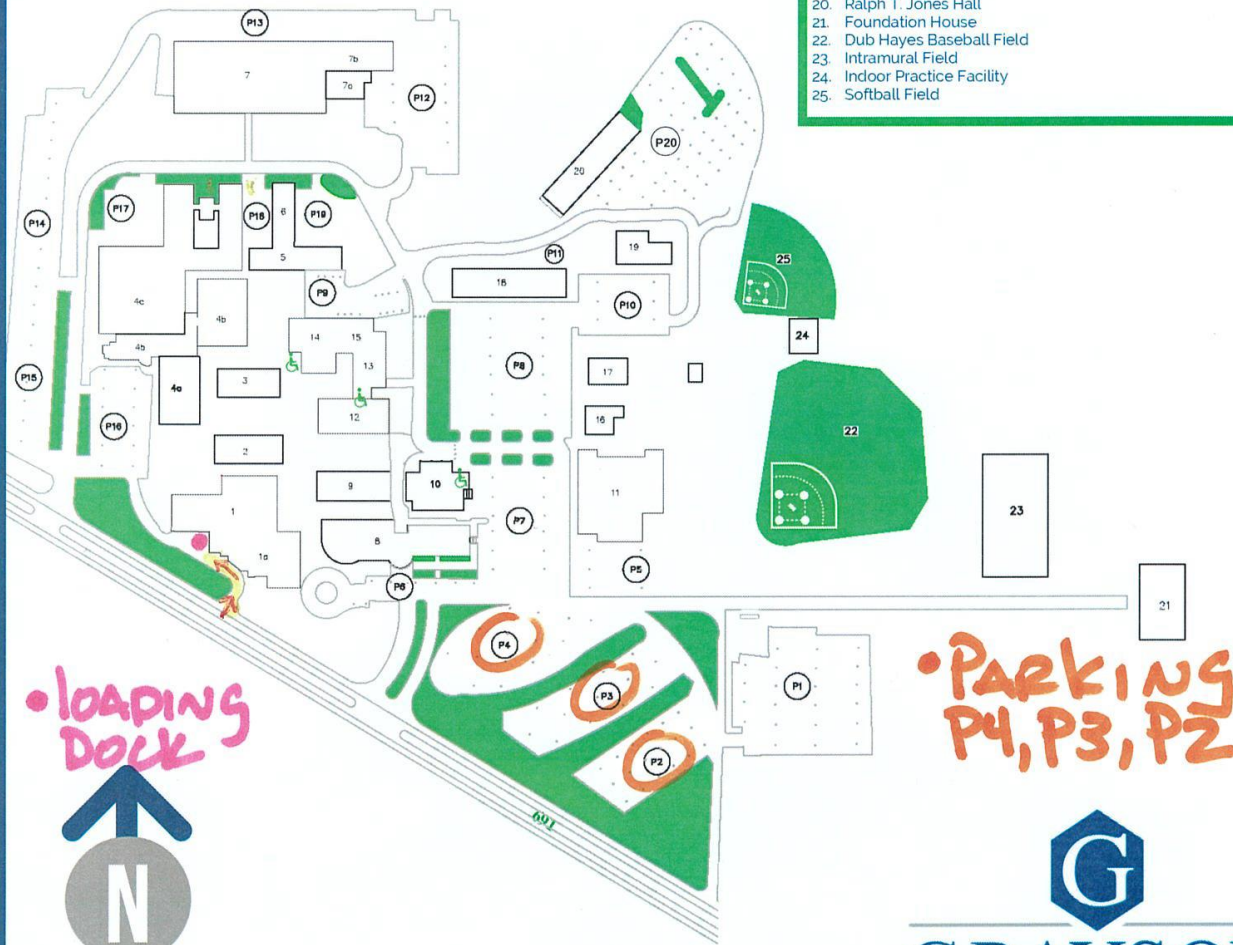 20. Ralph T. Jones Hall
21. Foundation House
22. Dub Hayes Baseball Field
23. Intramural Field
24. Indoor Practice Facility
25. Softball Field
P13
7b
7
7a
P12
P20
20
P17
P14
P18
6
P19
P11
19
5
25
18
P9
4c
P10
4b
14
15
24
4b
13
P8
17
P15
3
4a
12
16
P16
22
2
10
9
11
23
1
P7
8
1a
P5
P6
21
P4
P3
P1
P2
691
• LOADING
DOCK
• PARKING
P4, P3, P2
N
G
GRAYSON